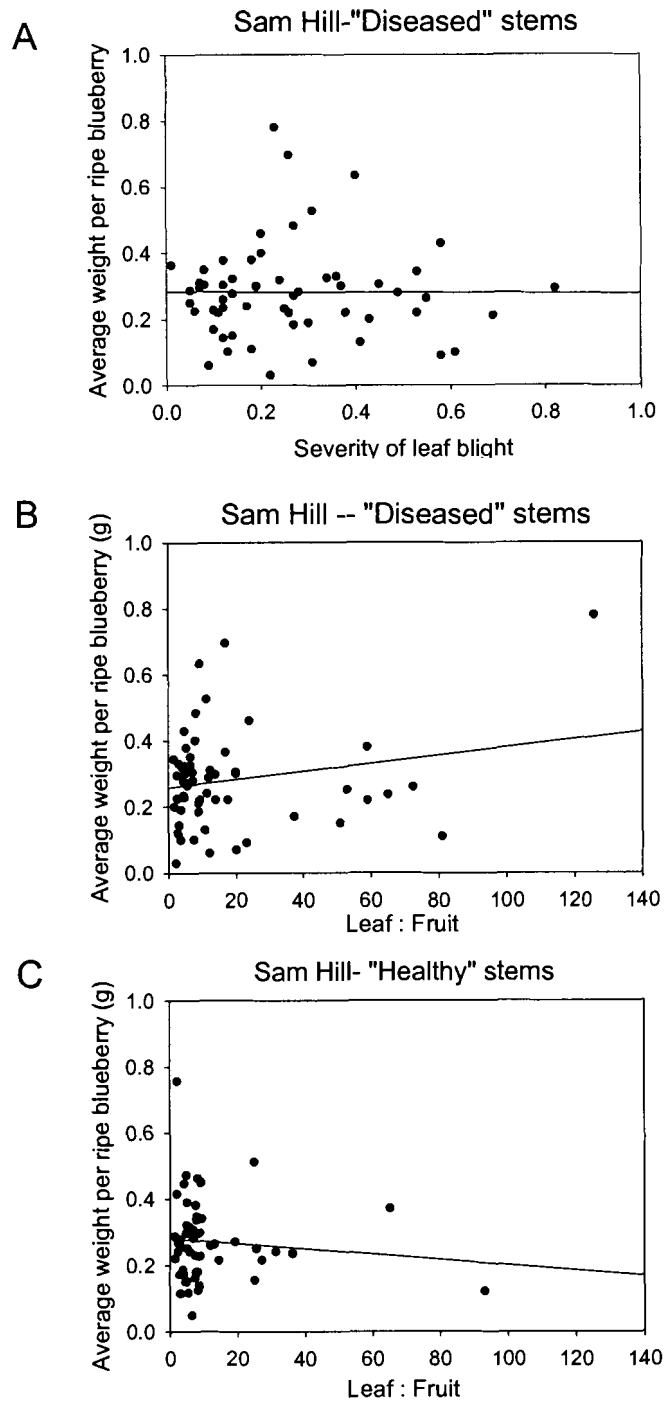 A
Sam Hill-"Diseased" stems
Average weight per ripe blueberry
1.0
0.8
0.6
0.4
0.2
0.0
0.0 0.2 0.4 0.6 0.8 1.0
Severity of leaf blight
B
Sam Hill -- "Diseased" stems
Average weight per ripe blueberry (g)
1.0
0.8
0.6
0.4
0.2
0.0
0 20 40 60 80 100 120 140
Leaf : Fruit
C
Sam Hill- "Healthy" stems
Average weight per ripe blueberry (g)
1.0
0.8
0.6
0.4
0.2
0.0
0 20 40 60 80 100 120 140
Leaf : Fruit